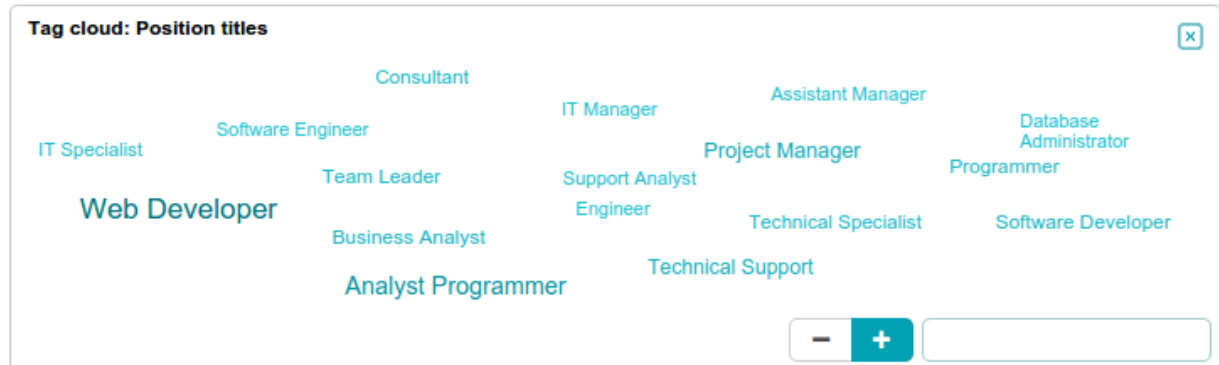 Tag cloud: Position titles
Consultant
Assistant Manager
IT Manager
Database
Administrator
Software Engineer
IT Specialist
Project Manager
Programmer
Team Leader
Support Analyst
Web Developer
Engineer
Technical Specialist
Software Developer
Business Analyst
Technical Support
Analyst Programmer